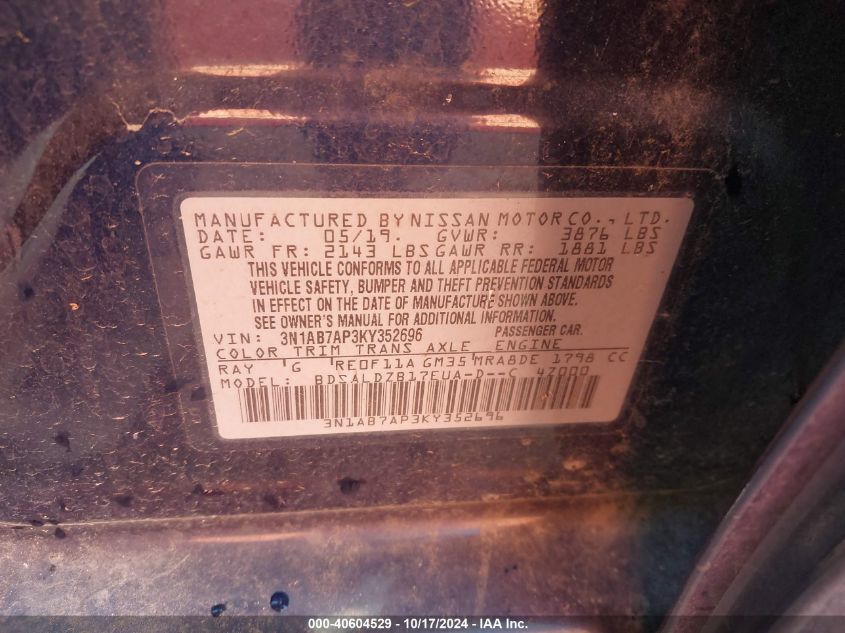 MANUFACTURED BY NISSAN MOTOR CO., LTD.
DATE: 05/19. GVWR: 3876 LBS
GAWR FR: 2143 LBS GAWR RR: 1881 LBS
THIS VEHICLE CONFORMS TO ALL APPLICABLE FEDERAL MOTOR
VEHICLE SAFETY, BUMPER AND THEFT PREVENTION STANDARDS
IN EFFECT ON THE DATE OF MANUFACTURE SHOWN ABOVE.
SEE OWNER'S MANUAL FOR ADDITIONAL INFORMATION.
VIN: 3N1AB7AP3KY352696 PASSENGER CAR.
COLOR TRIM TRANS AXLE ENGINE
RAY G RE0F11A GM35 MRA8DE 1798 CC
MODEL: BDSALDZB17EUA-D--C 47000
3N1AB7AP3KY352696
000-40604529 - 10/17/2024 - IAA Inc.